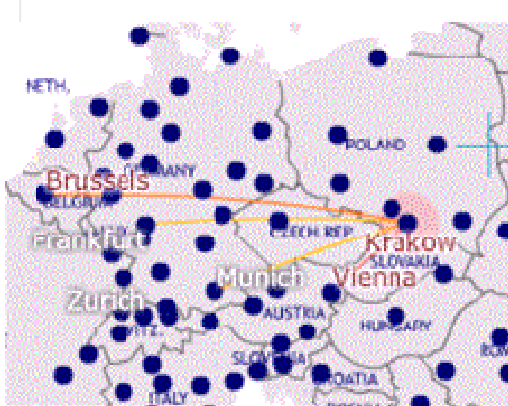 NETH.
POLAND
GERMANY
Brussels
BELGIUM
CZECH REP.
Frankfurt
Krakow
SLOVAKIA
Munich
Vienna
Zurich
AUSTRIA
HUNGARY
SLOVENIA
CROATIA
ITALY